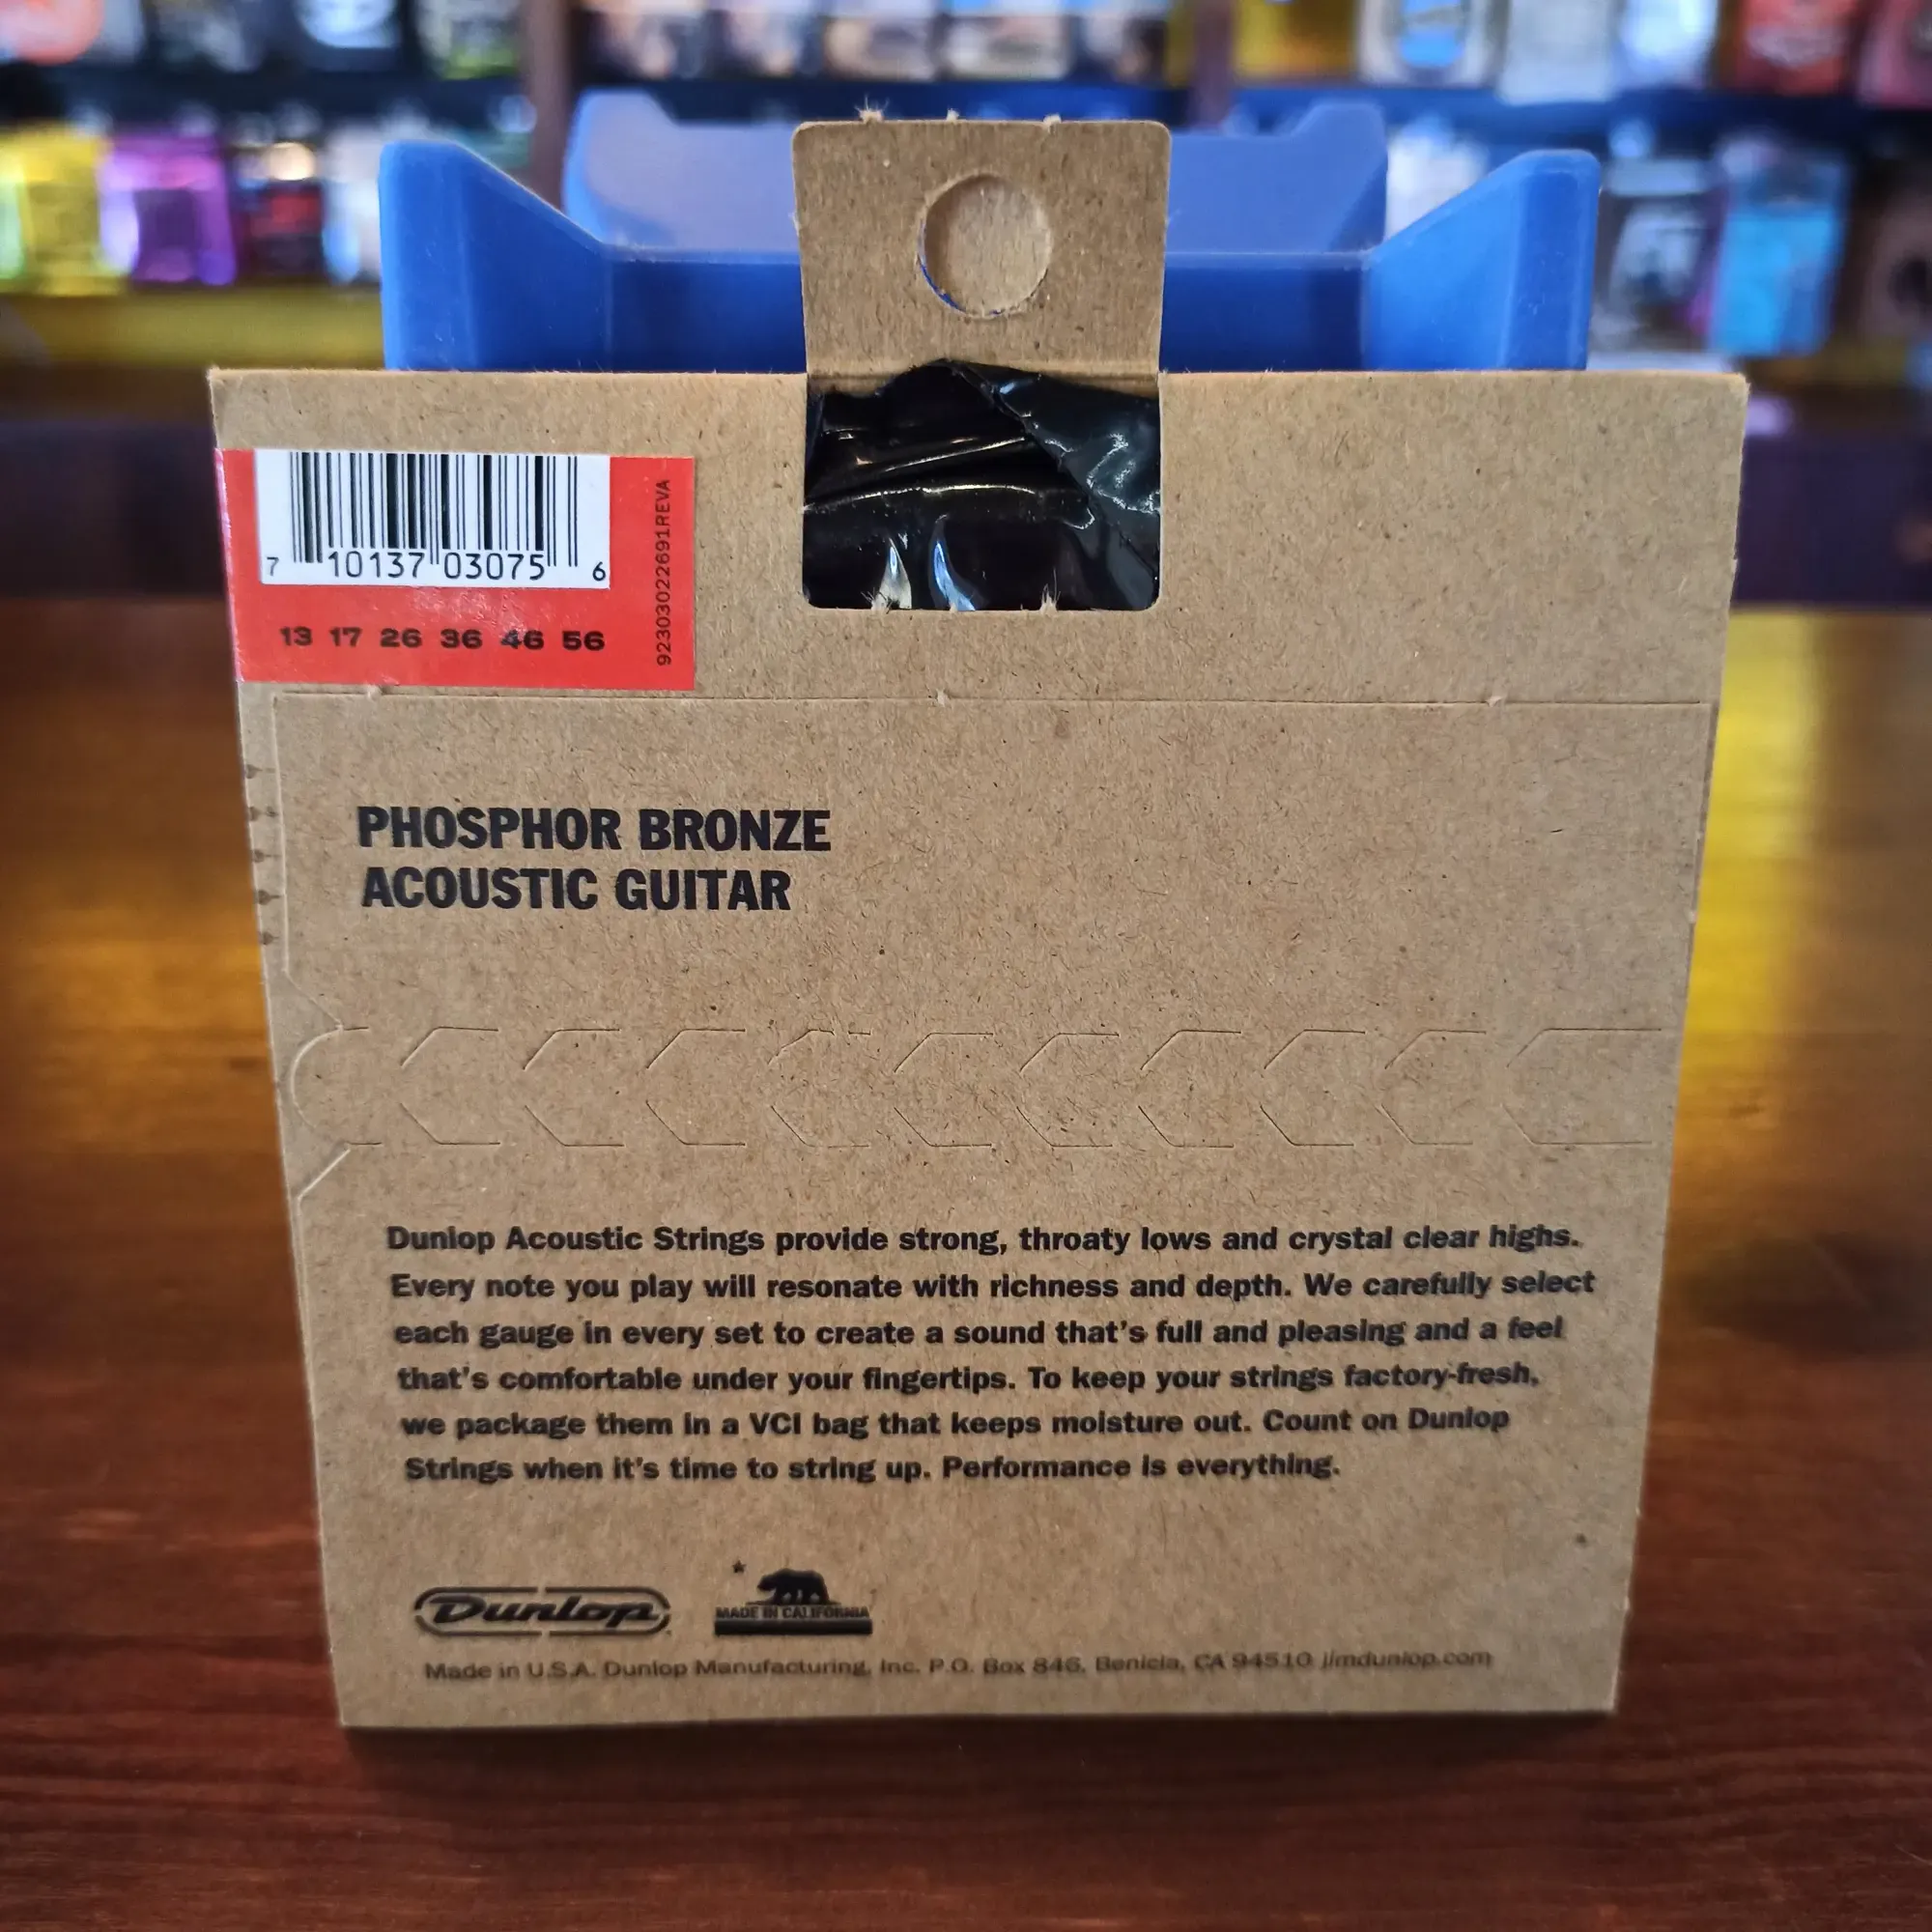 7 10137 03075 6
13 17 26 36 46 56
92303022691REVA
PHOSPHOR BRONZE
ACOUSTIC GUITAR
Dunlop Acoustic Strings provide strong, throaty lows and crystal clear highs.
Every note you play will resonate with richness and depth. We carefully select
each gauge in every set to create a sound that's full and pleasing and a feel
that's comfortable under your fingertips. To keep your strings factory-fresh,
we package them in a VCI bag that keeps moisture out. Count on Dunlop
Strings when it's time to string up. Performance is everything.
Dunlop
MADE IN CALIFORNIA
Made in U.S.A. Dunlop Manufacturing, Inc. P.O. Box 846, Benicia, CA 94510 jimdunlop.com